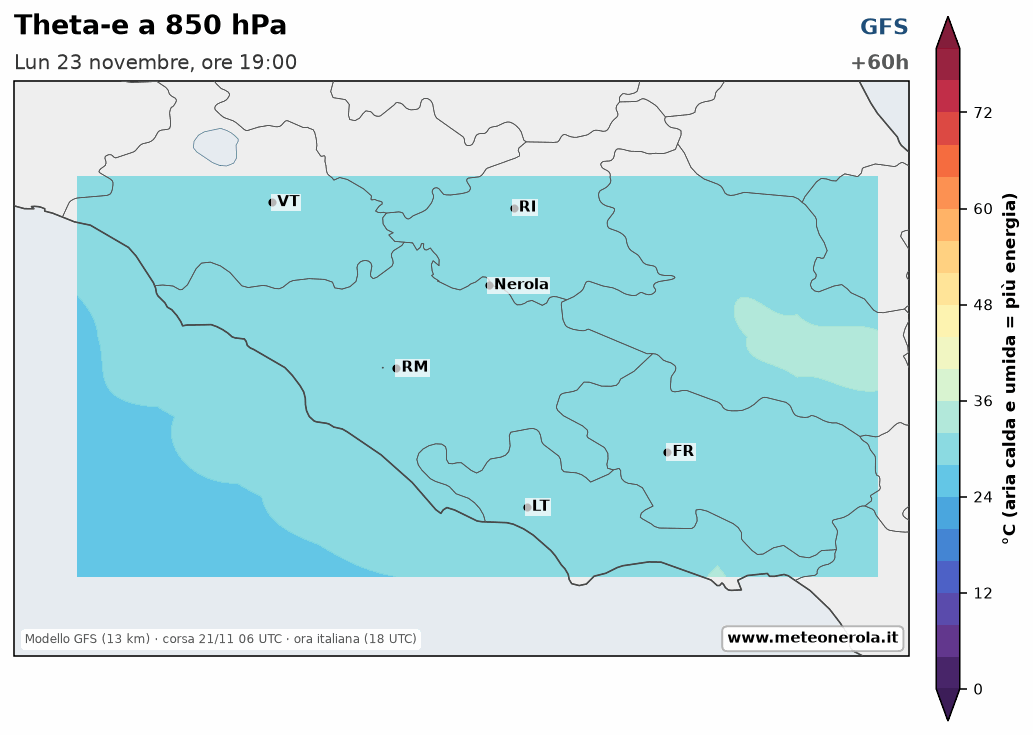 Theta-e a 850 hPa
GFS
Lun 23 novembre, ore 19:00
+60h
VT
RI
Nerola
RM
FR
LT
72
60
48
36
24
12
0
°C (aria calda e umida = più energia)
Modello GFS (13 km) · corsa 21/11 06 UTC · ora italiana (18 UTC)
www.meteonerola.it